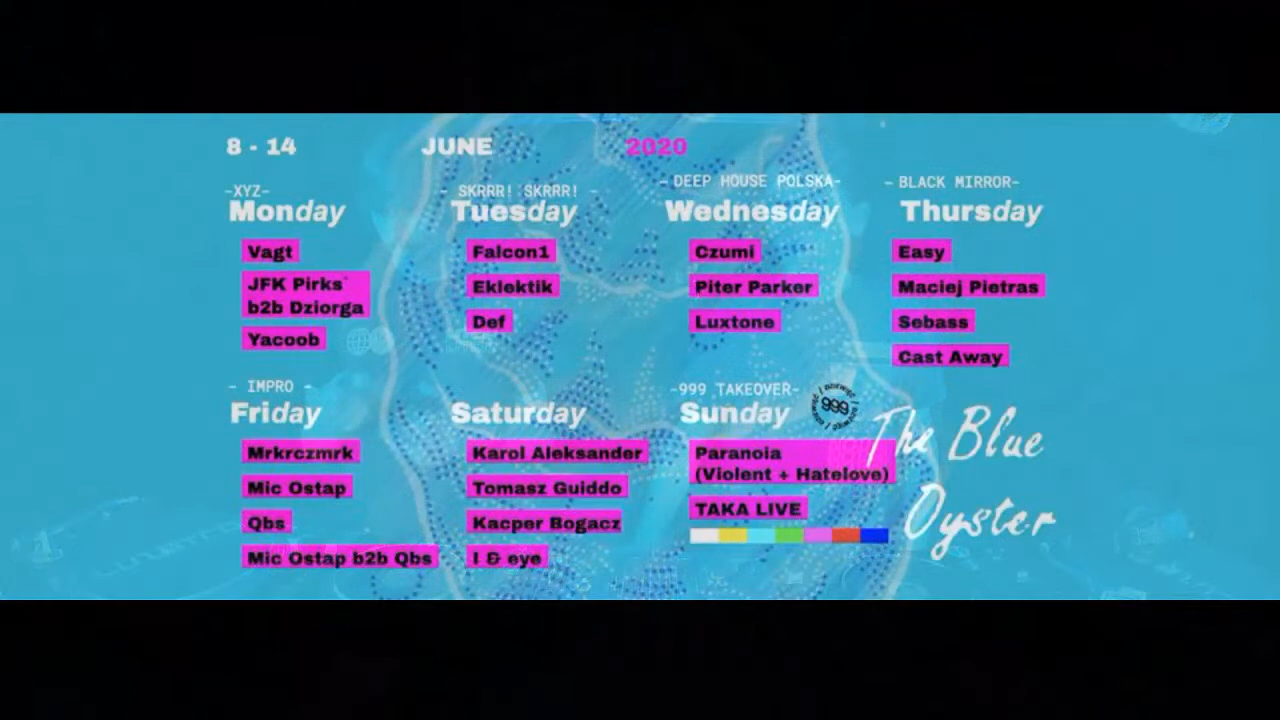 8 - 14 JUNE 2020
-XYZ-
Monday
Vagt
JFK Pirks`
b2b Dziorga
Yacoob
- SKRRR! SKRRR! -
Tuesday
Falcon1
Eklektik
Def
- DEEP HOUSE POLSKA-
Wednesday
Czumi
Piter Parker
Luxtone
- BLACK MIRROR-
Thursday
Easy
Maciej Pietras
Sebass
Cast Away
- IMPRO -
Friday
Mrkrczmrk
Mic Ostap
Qbs
Mic Ostap b2b Qbs
Saturday
Karol Aleksander
Tomasz Guiddo
Kacper Bogacz
I & eye
-999 TAKEOVER-
Sunday
999
Paranoia
(Violent + Hatelove)
TAKA LIVE
The Blue
Oyster